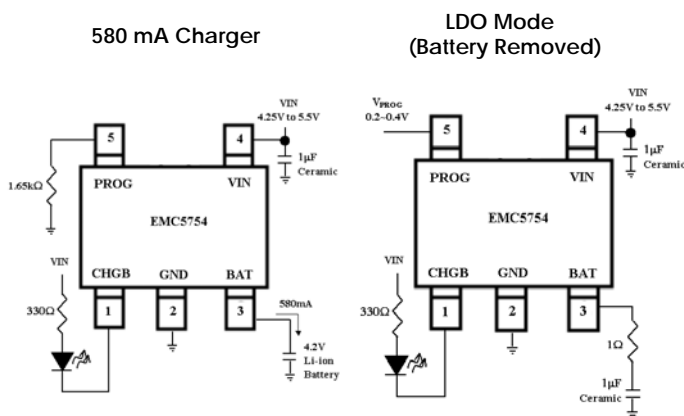 580 mA Charger
LDO Mode
(Battery Removed)
VIN
4.25V to 5.5V
5
4
1µF
Ceramic
1.65kΩ
PROG
VIN
EMC5754
VIN
CHGB
GND
BAT
330Ω
1
2
3
580mA
4.2V
Li-ion
Battery
VPROG
0.2~0.4V
VIN
4.25V to 5.5V
5
4
1µF
Ceramic
PROG
VIN
EMC5754
VIN
CHGB
GND
BAT
330Ω
1
2
3
1Ω
1µF
Ceramic